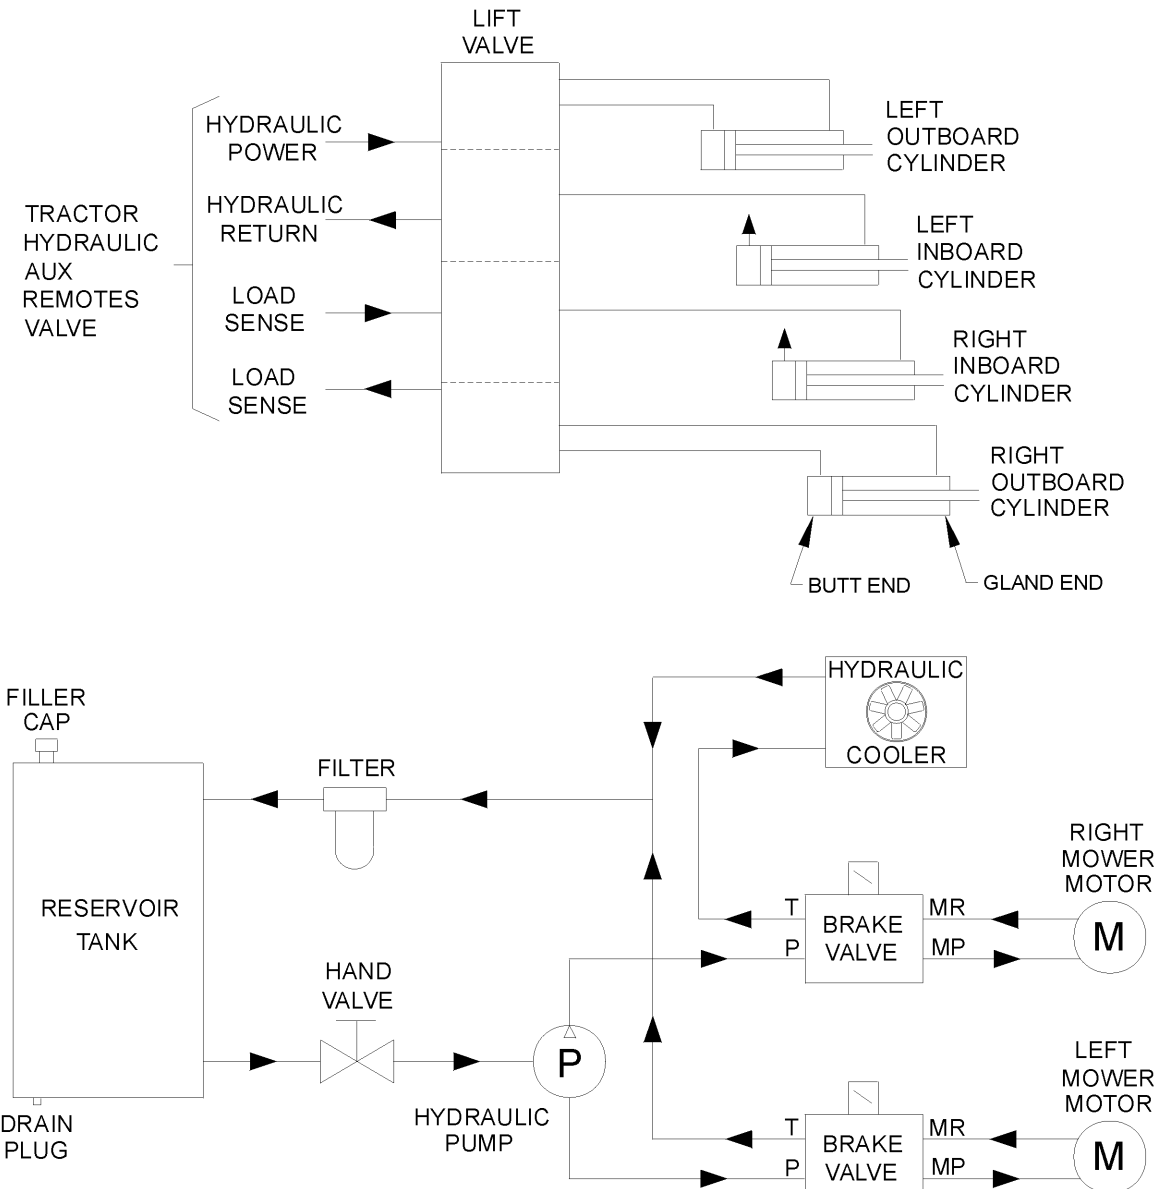 LIFT
VALVE
HYDRAULIC
POWER
HYDRAULIC
RETURN
LOAD
SENSE
LOAD
SENSE
TRACTOR
HYDRAULIC
AUX
REMOTES
VALVE
LEFT
OUTBOARD
CYLINDER
LEFT
INBOARD
CYLINDER
RIGHT
INBOARD
CYLINDER
RIGHT
OUTBOARD
CYLINDER
BUTT END
GLAND END
HYDRAULIC
COOLER
FILLER
CAP
FILTER
RESERVOIR
TANK
DRAIN
PLUG
HAND
VALVE
P
HYDRAULIC
PUMP
RIGHT
MOWER
MOTOR
M
T
P
BRAKE
VALVE
MR
MP
LEFT
MOWER
MOTOR
M
T
P
BRAKE
VALVE
MR
MP